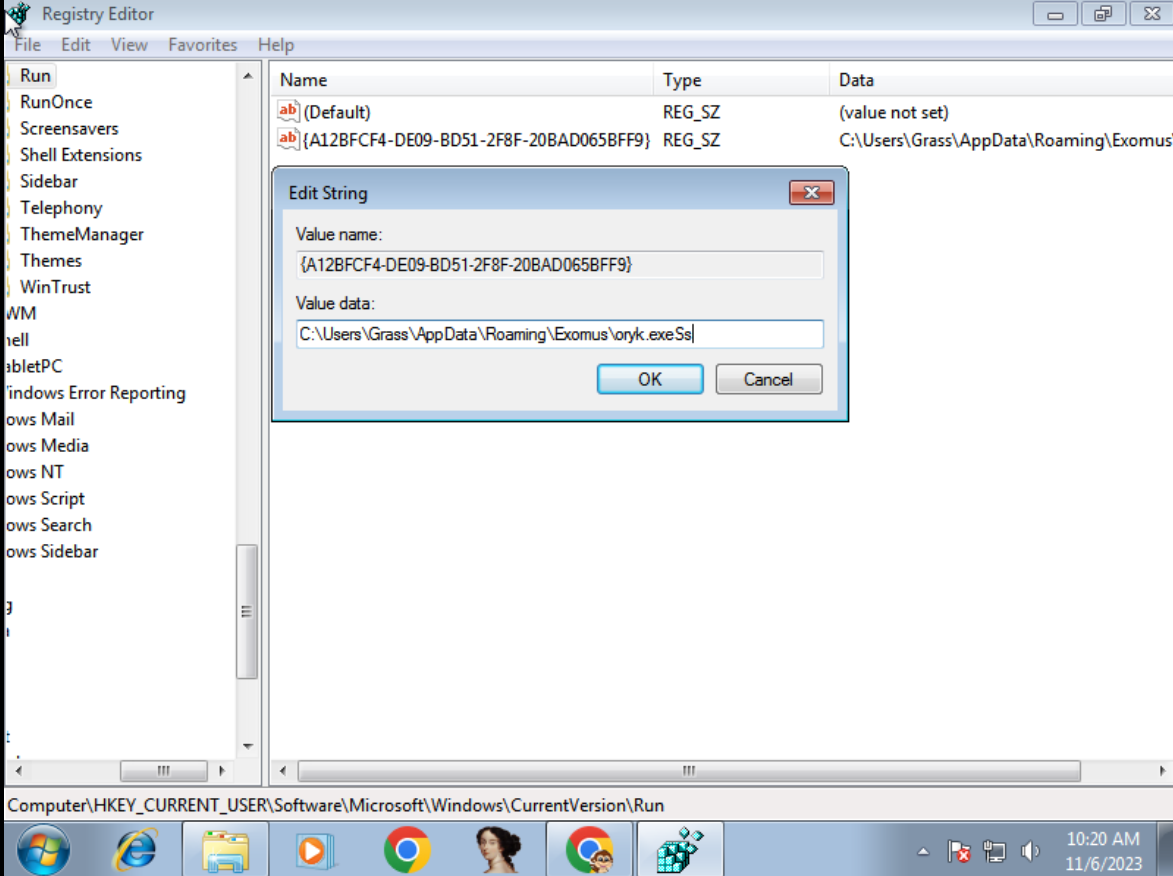 Registry Editor
File Edit View Favorites Help
Run
RunOnce
Screensavers
Shell Extensions
Sidebar
Telephony
ThemeManager
Themes
WinTrust
WM
hell
abletPC
indows Error Reporting
ows Mail
ows Media
ows NT
ows Script
ows Search
ows Sidebar
g
t
Name Type Data
ab (Default) REG_SZ (value not set)
ab {A12BFCF4-DE09-BD51-2F8F-20BAD065BFF9} REG_SZ C:\Users\Grass\AppData\Roaming\Exomus\
Edit String
Value name:
{A12BFCF4-DE09-BD51-2F8F-20BAD065BFF9}
Value data:
C:\Users\Grass\AppData\Roaming\Exomus\oryk.exeSs
OK Cancel
Computer\HKEY_CURRENT_USER\Software\Microsoft\Windows\CurrentVersion\Run
10:20 AM
11/6/2023